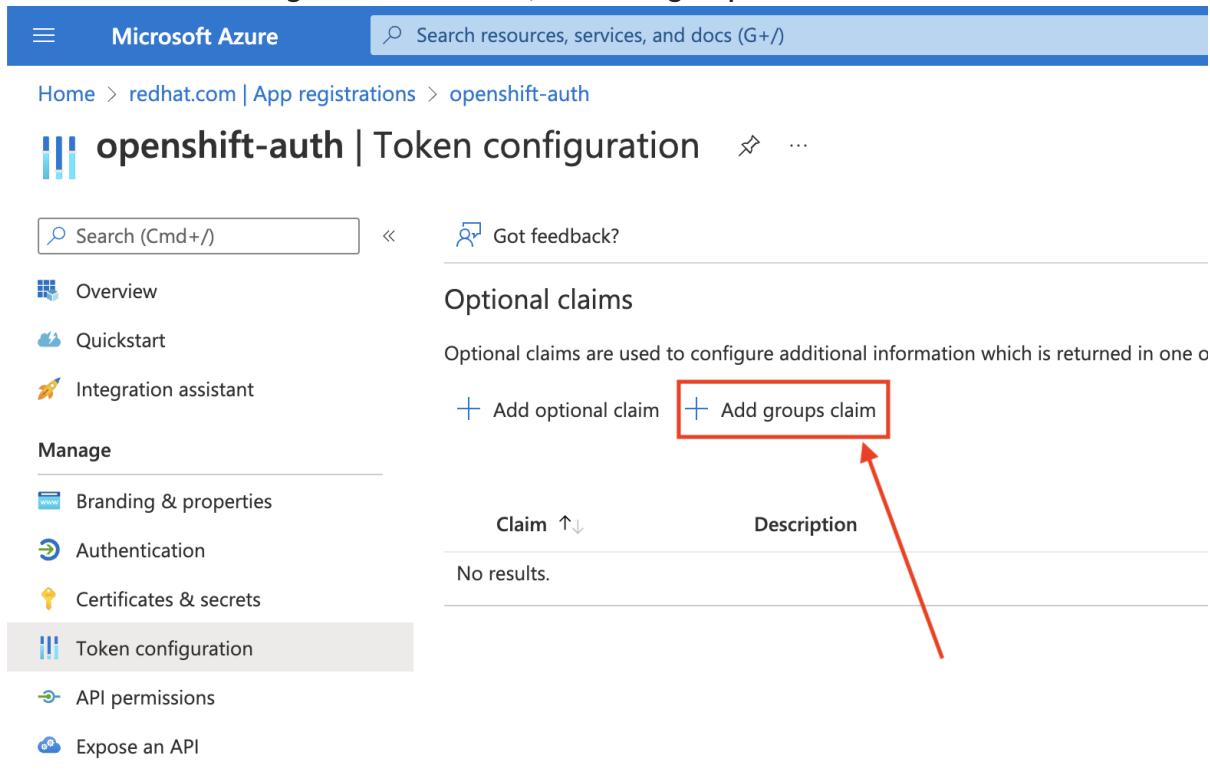 Microsoft Azure
Search resources, services, and docs (G+/)
Home > redhat.com | App registrations > openshift-auth
openshift-auth | Token configuration
Search (Cmd+/)
«
Got feedback?
Overview
Quickstart
Integration assistant
Manage
Branding & properties
Authentication
Certificates & secrets
Token configuration
API permissions
Expose an API
Optional claims
Optional claims are used to configure additional information which is returned in one o
+ Add optional claim + Add groups claim
Claim ↑↓ Description
No results.